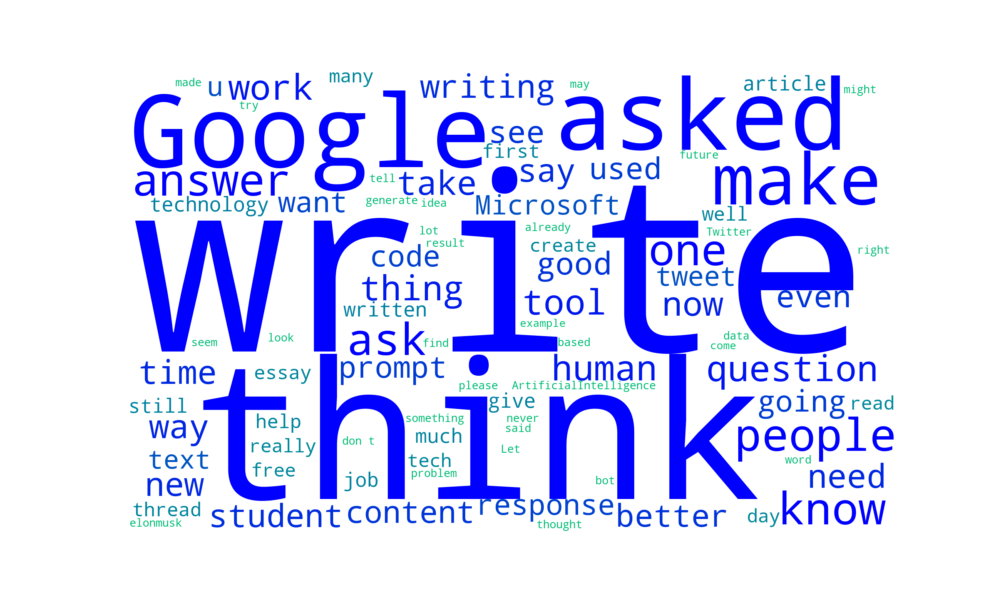 made
u
work
many
writing
may
article
might
Google
try
asked
see
first
future
answer
tell
take
say
used
make
technology
want
generate
idea
Microsoft
well
write
lot
result
already
Twitter
right
code
create
good
one
thing
tool
tweet
now
even
written
example
seem
look
ask
find
based
data
come
time
essay
prompt
human
question
please
ArtificialIntelligence
think
still
give
going
read
way
help
something
never
said
people
really
don t
much
Let
text
free
tech
problem
word
new
job
bot
need
thread
elonmusk
student
content
response
thought
better
day
know